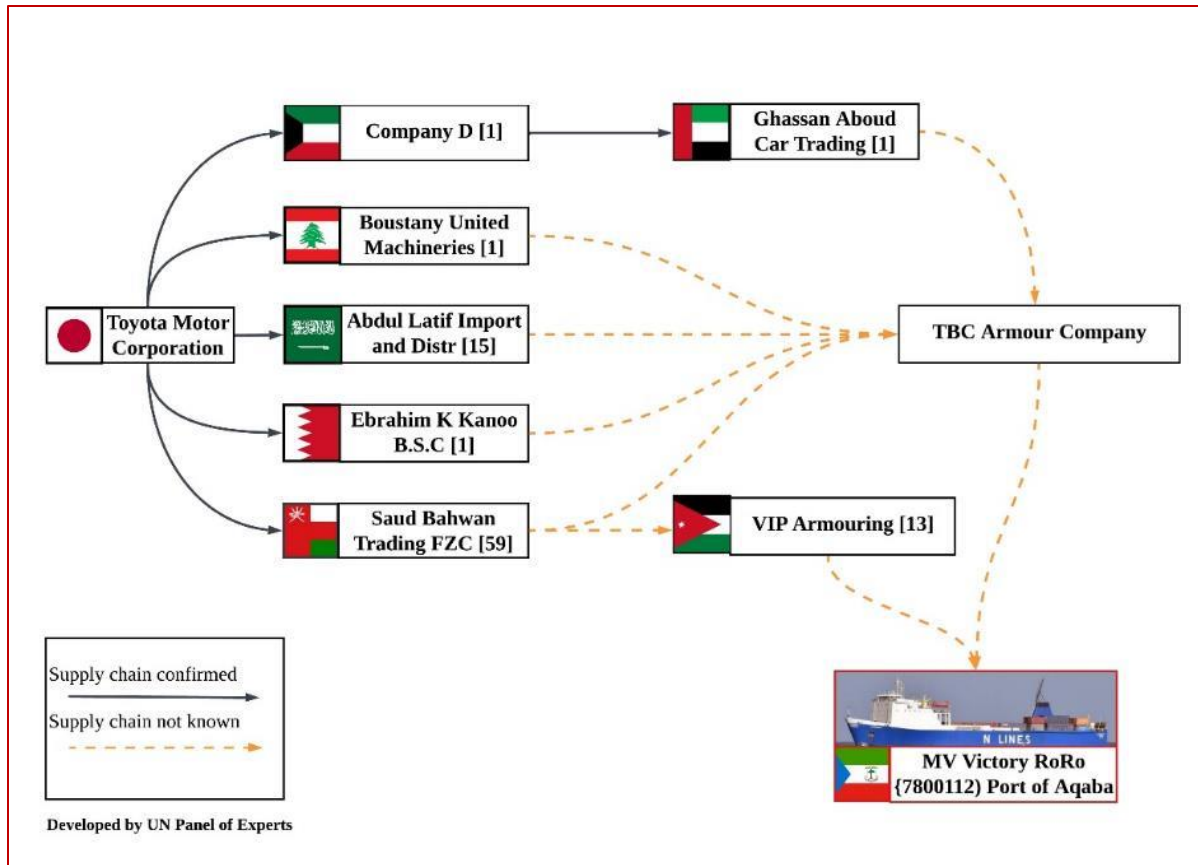 Company D [1]
Ghassan Aboud
Car Trading [1]
Boustany United
Machineries [1]
Toyota Motor
Corporation
Abdul Latif Import
and Distr [15]
TBC Armour Company
Ebrahim K Kanoo
B.S.C [1]
Saud Bahwan
Trading FZC [59]
VIP Armouring [13]
Supply chain confirmed
Supply chain not known
N LINES
MV Victory RoRo
{7800112) Port of Aqaba
Developed by UN Panel of Experts